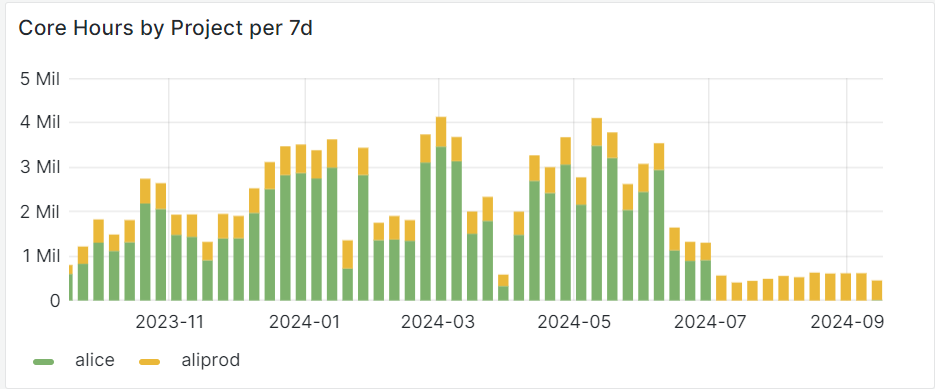 Core Hours by Project per 7d
5 Mil
4 Mil
3 Mil
2 Mil
1 Mil
0
2023-11 2024-01 2024-03 2024-05 2024-07 2024-09
alice aliprod